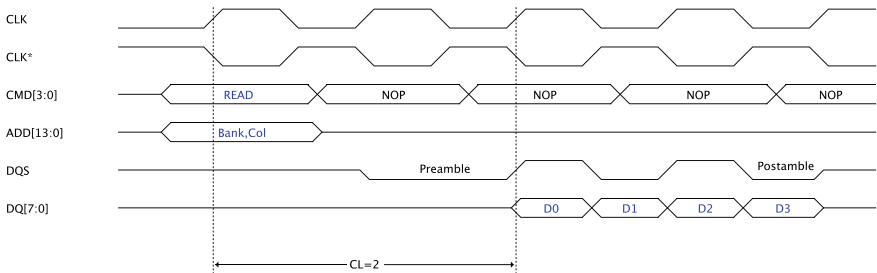 CLK
CLK*
CMD[3:0] READ NOP NOP NOP NOP
ADD[13:0] Bank,Col
DQS Preamble Postamble
DQ[7:0] D0 D1 D2 D3
CL=2